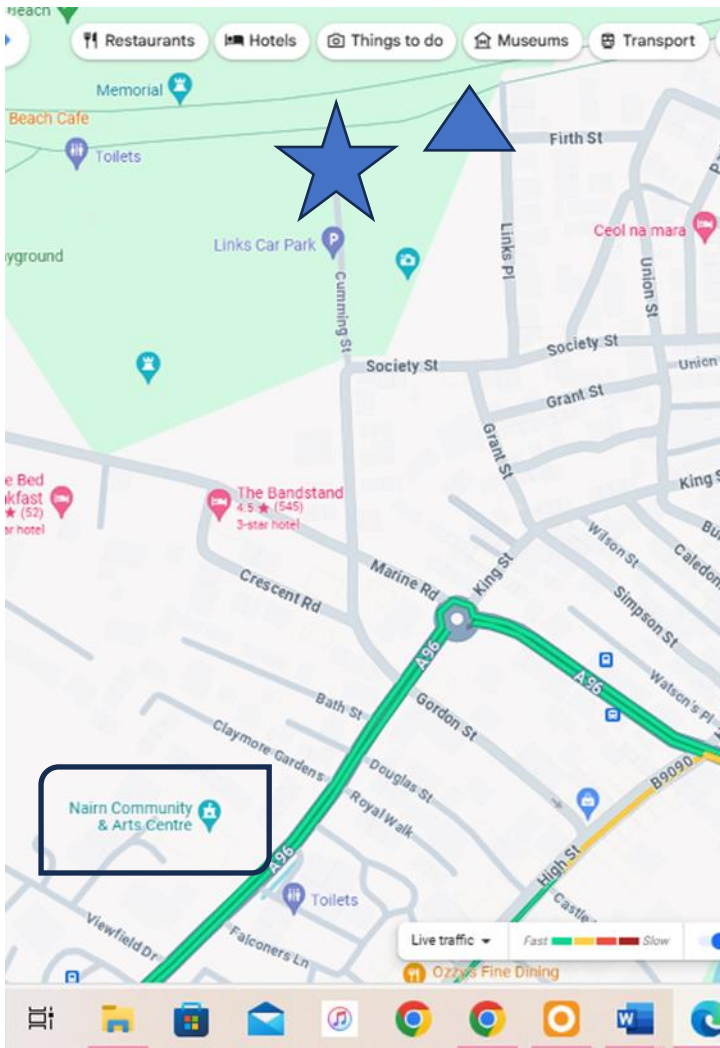 Beach
Restaurants
Hotels
Things to do
Museums
Transport
Memorial
Beach Cafe
Toilets
Firth St
Links Pl
Ceol na mara
Links Car Park
P
yground
Cumming St
Union St
Society St
Society St
Union
Grant St
Grant St
King S
e Bed
kfast
★ (52)
ar hotel
The Bandstand
4.5 ★ (545)
3-star hotel
Wilson St
Caledon
Marine Rd
King St
Crescent Rd
Simpson St
A96
A96
Watson's Pl
Bath St
Gordon St
Claymore Gardens
Douglas St
B9090
Nairn Community
& Arts Centre
Royal Walk
A96
High St
Toilets
Castle
Viewfield Dr
Falconers Ln
Live traffic
Fast
Slow
Ozzy's Fine Dining
W